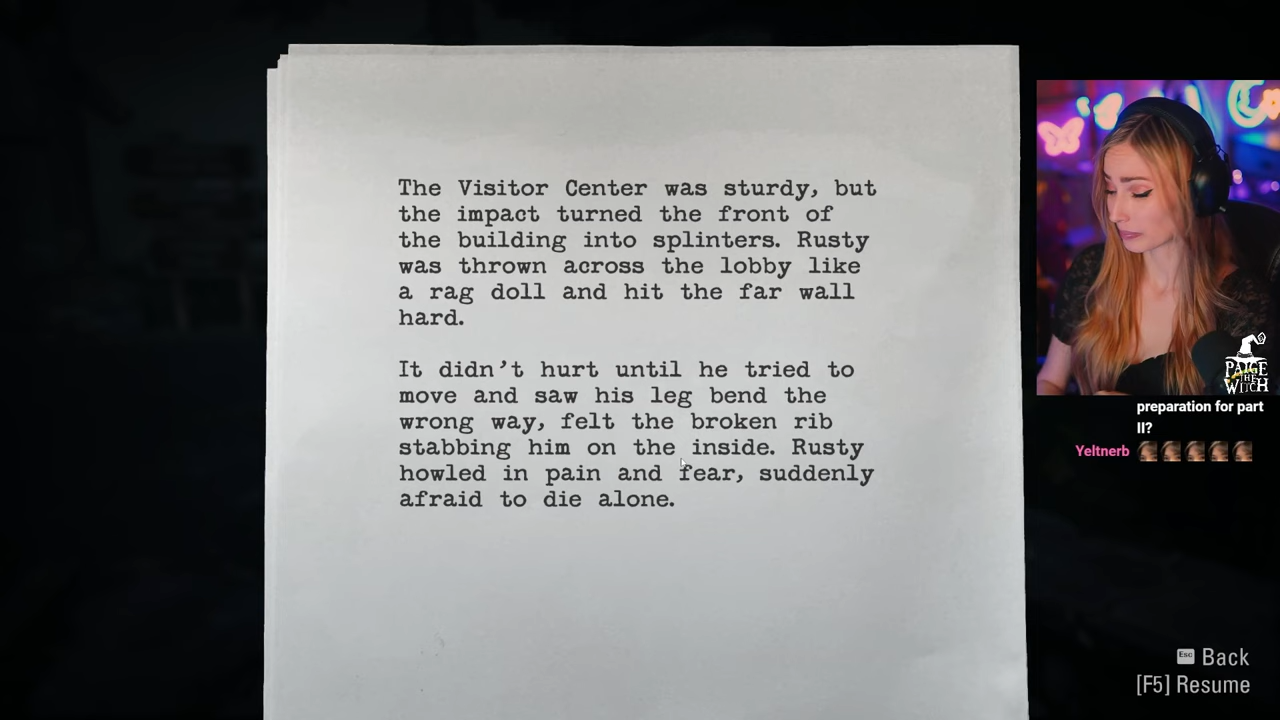 The Visitor Center was sturdy, but
the impact turned the front of
the building into splinters. Rusty
was thrown across the lobby like
a rag doll and hit the far wall
hard.
It didn't hurt until he tried to
move and saw his leg bend the
wrong way, felt the broken rib
stabbing him on the inside. Rusty
howled in pain and fear, suddenly
afraid to die alone.
PAIGE
THE
WITCH
preparation for part
II?
Yeltnerb
Esc Back
[F5] Resume